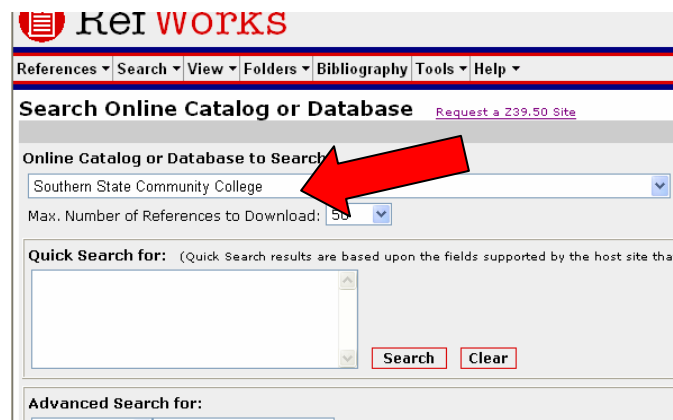 Ref Works
References Search View Folders Bibliography Tools Help
Search Online Catalog or Database Request a Z39.50 Site
Online Catalog or Database to Search
Southern State Community College
Max. Number of References to Download: 50
Quick Search for: (Quick Search results are based upon the fields supported by the host site tha
Search Clear
Advanced Search for: